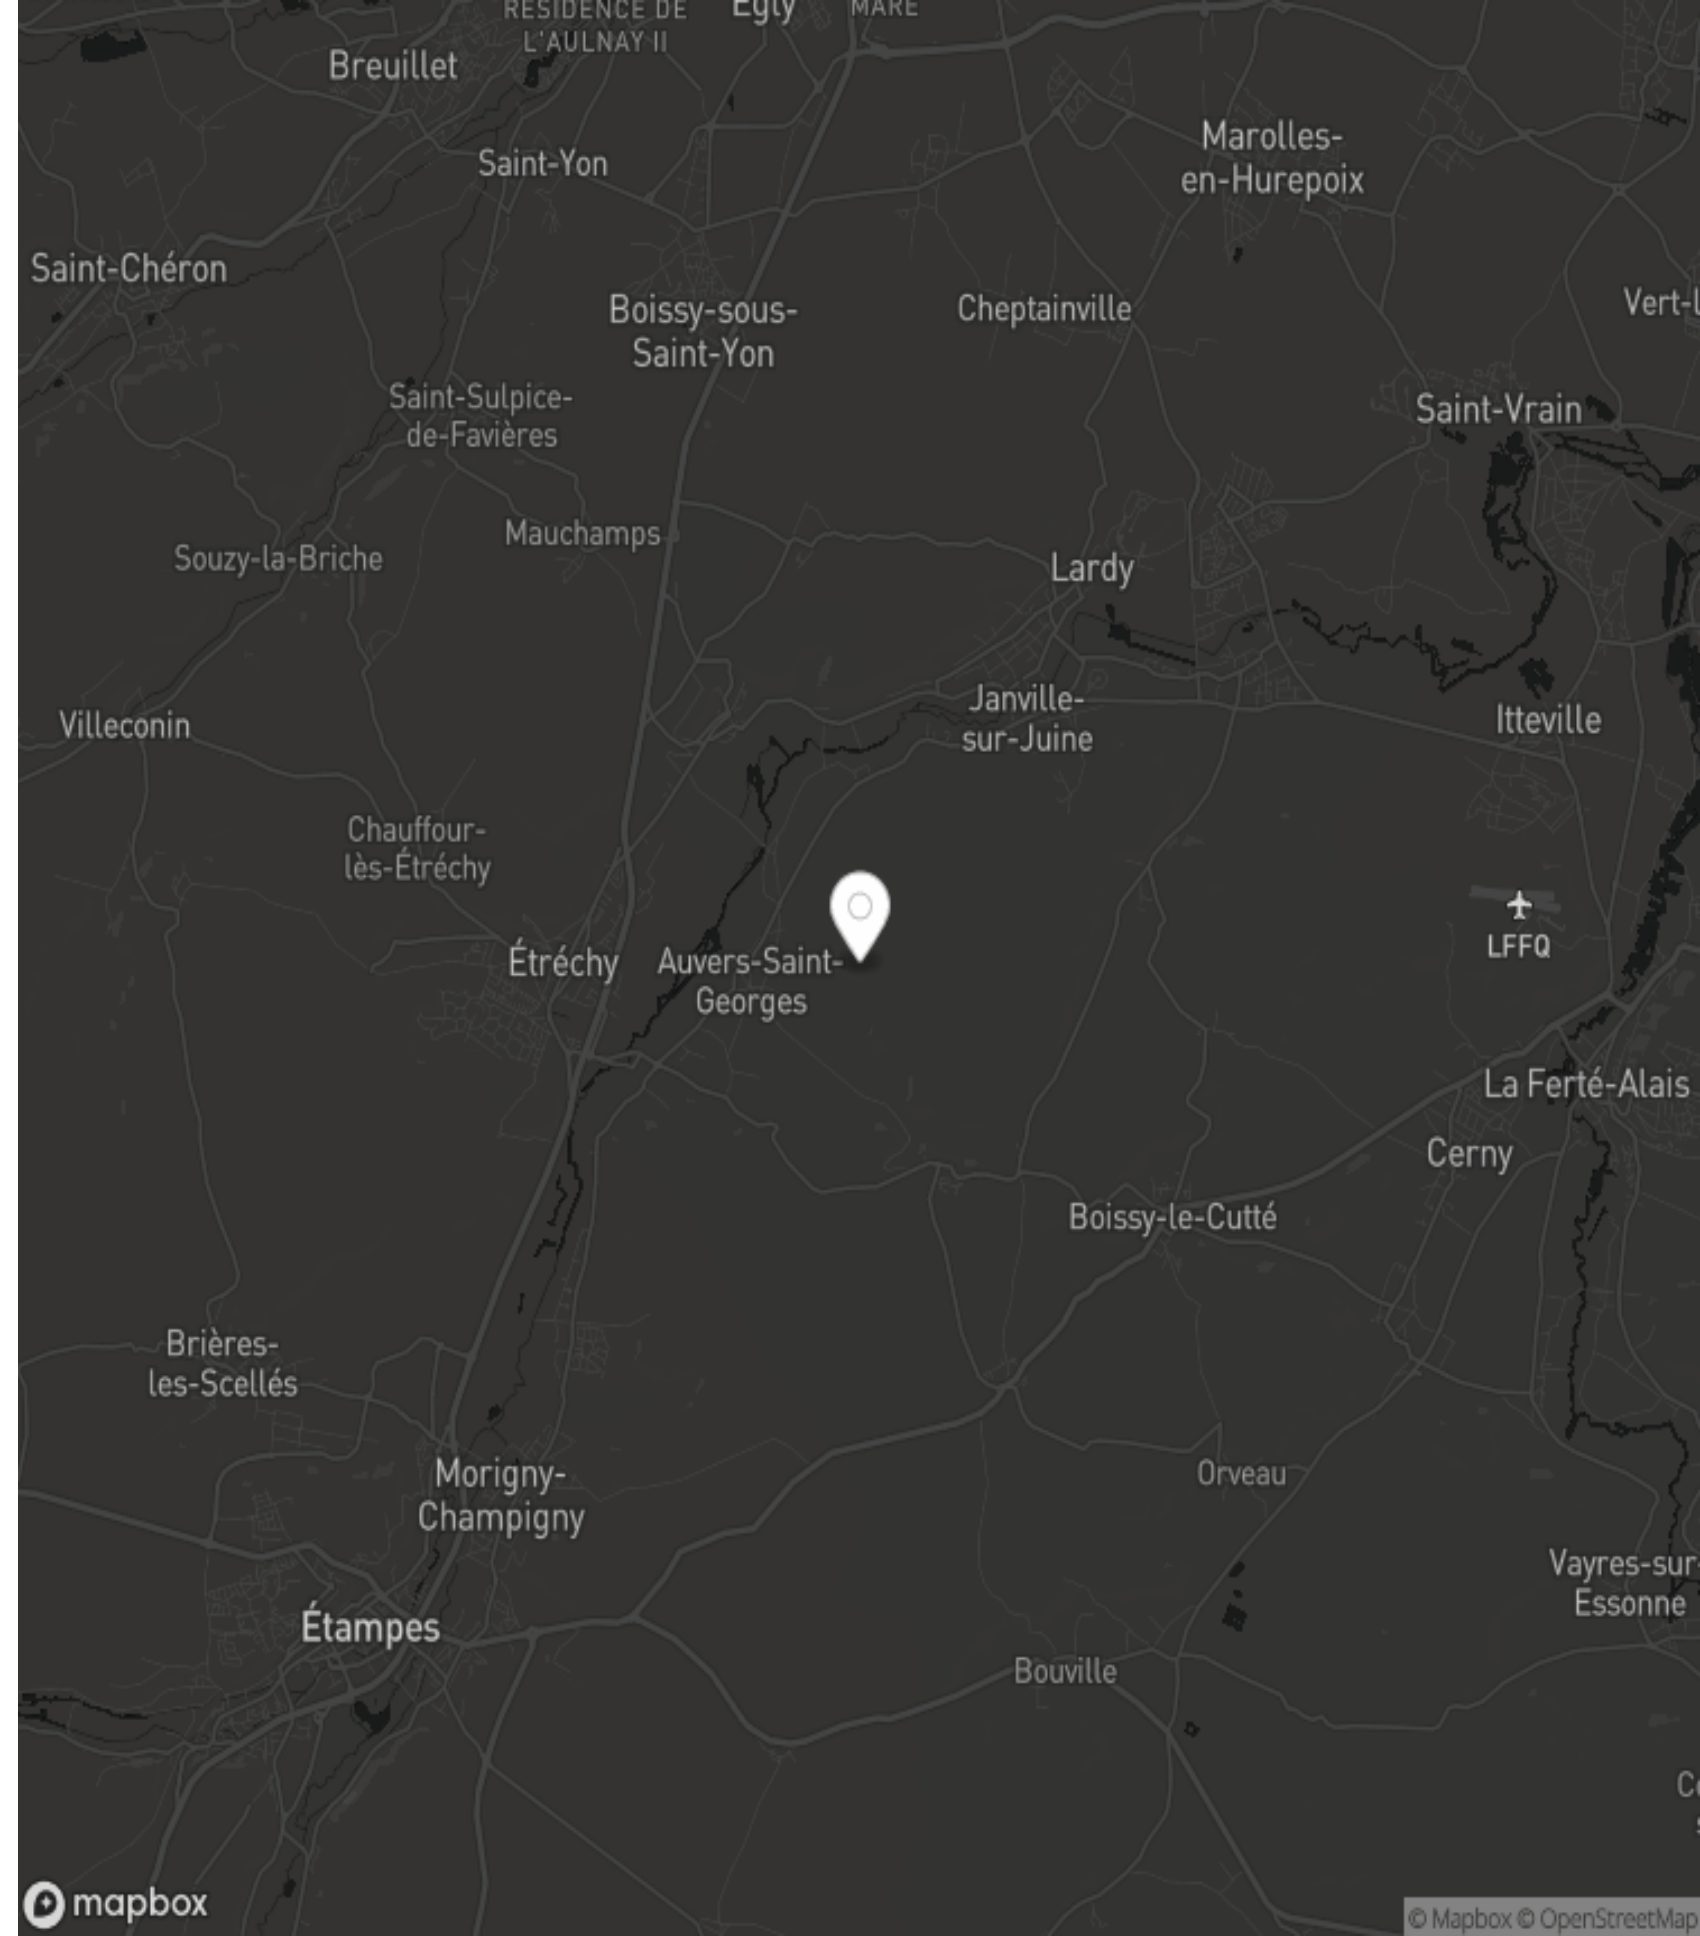 RÉSIDENCE DE
L'AULNAY II
Égly
MARE
Breuillet
Saint-Yon
Marolles-
en-Hurepoix
Saint-Chéron
Boissy-sous-
Saint-Yon
Cheptainville
Vert-l
Saint-Sulpice-
de-Favières
Saint-Vrain
Mauchamps
Souzy-la-Briche
Lardy
Janville-
sur-Juine
Villeconin
Itteville
Chauffour-
lès-Étréchy
Étréchy
Auvers-Saint-
Georges
LFFQ
La Ferté-Alais
Cerny
Boissy-le-Cutté
Brières-
les-Scellés
Morigny-
Champigny
Orveau
Vayres-sur-
Essonne
Étampes
Bouville
mapbox
© Mapbox © OpenStreetMap